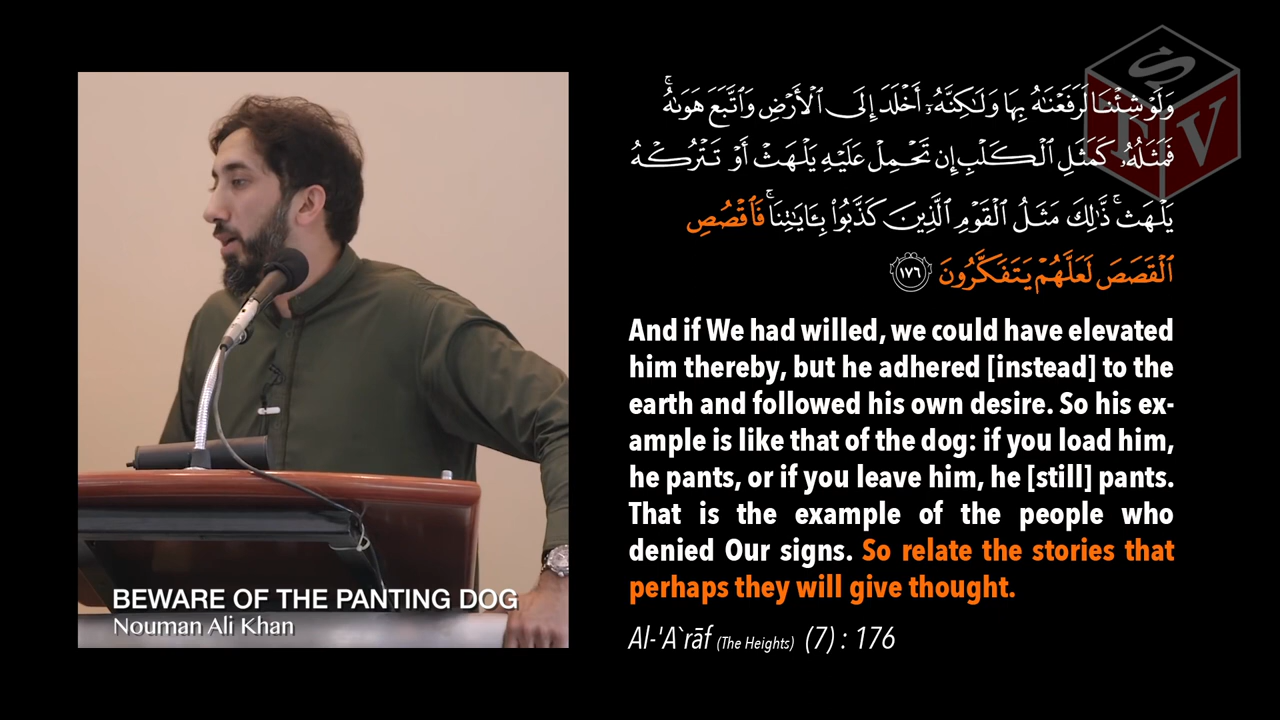 وَلَوْ شِئْنَا لَرَفَعْنَٰهُ بِهَا وَلَٰكِنَّهُۥٓ أَخْلَدَ إِلَى ٱلْأَرْضِ وَٱتَّبَعَ هَوَىٰهُ ۚ
فَمَثَلُهُۥ كَمَثَلِ ٱلْكَلْبِ إِن تَحْمِلْ عَلَيْهِ يَلْهَثْ أَوْ تَتْرُكْهُ
يَلْهَث ۚ ذَّٰلِكَ مَثَلُ ٱلْقَوْمِ ٱلَّذِينَ كَذَّبُوا۟ بِـَٔايَٰتِنَا ۚ فَٱقْصُصِ
ٱلْقَصَصَ لَعَلَّهُمْ يَتَفَكَّرُونَ ١٧٦
And if We had willed, we could have elevated
him thereby, but he adhered [instead] to the
earth and followed his own desire. So his ex-
ample is like that of the dog: if you load him,
he pants, or if you leave him, he [still] pants.
That is the example of the people who
denied Our signs. So relate the stories that
perhaps they will give thought.
Al-'A`rāf (The Heights) (7) : 176
BEWARE OF THE PANTING DOG
Nouman Ali Khan
S
F V